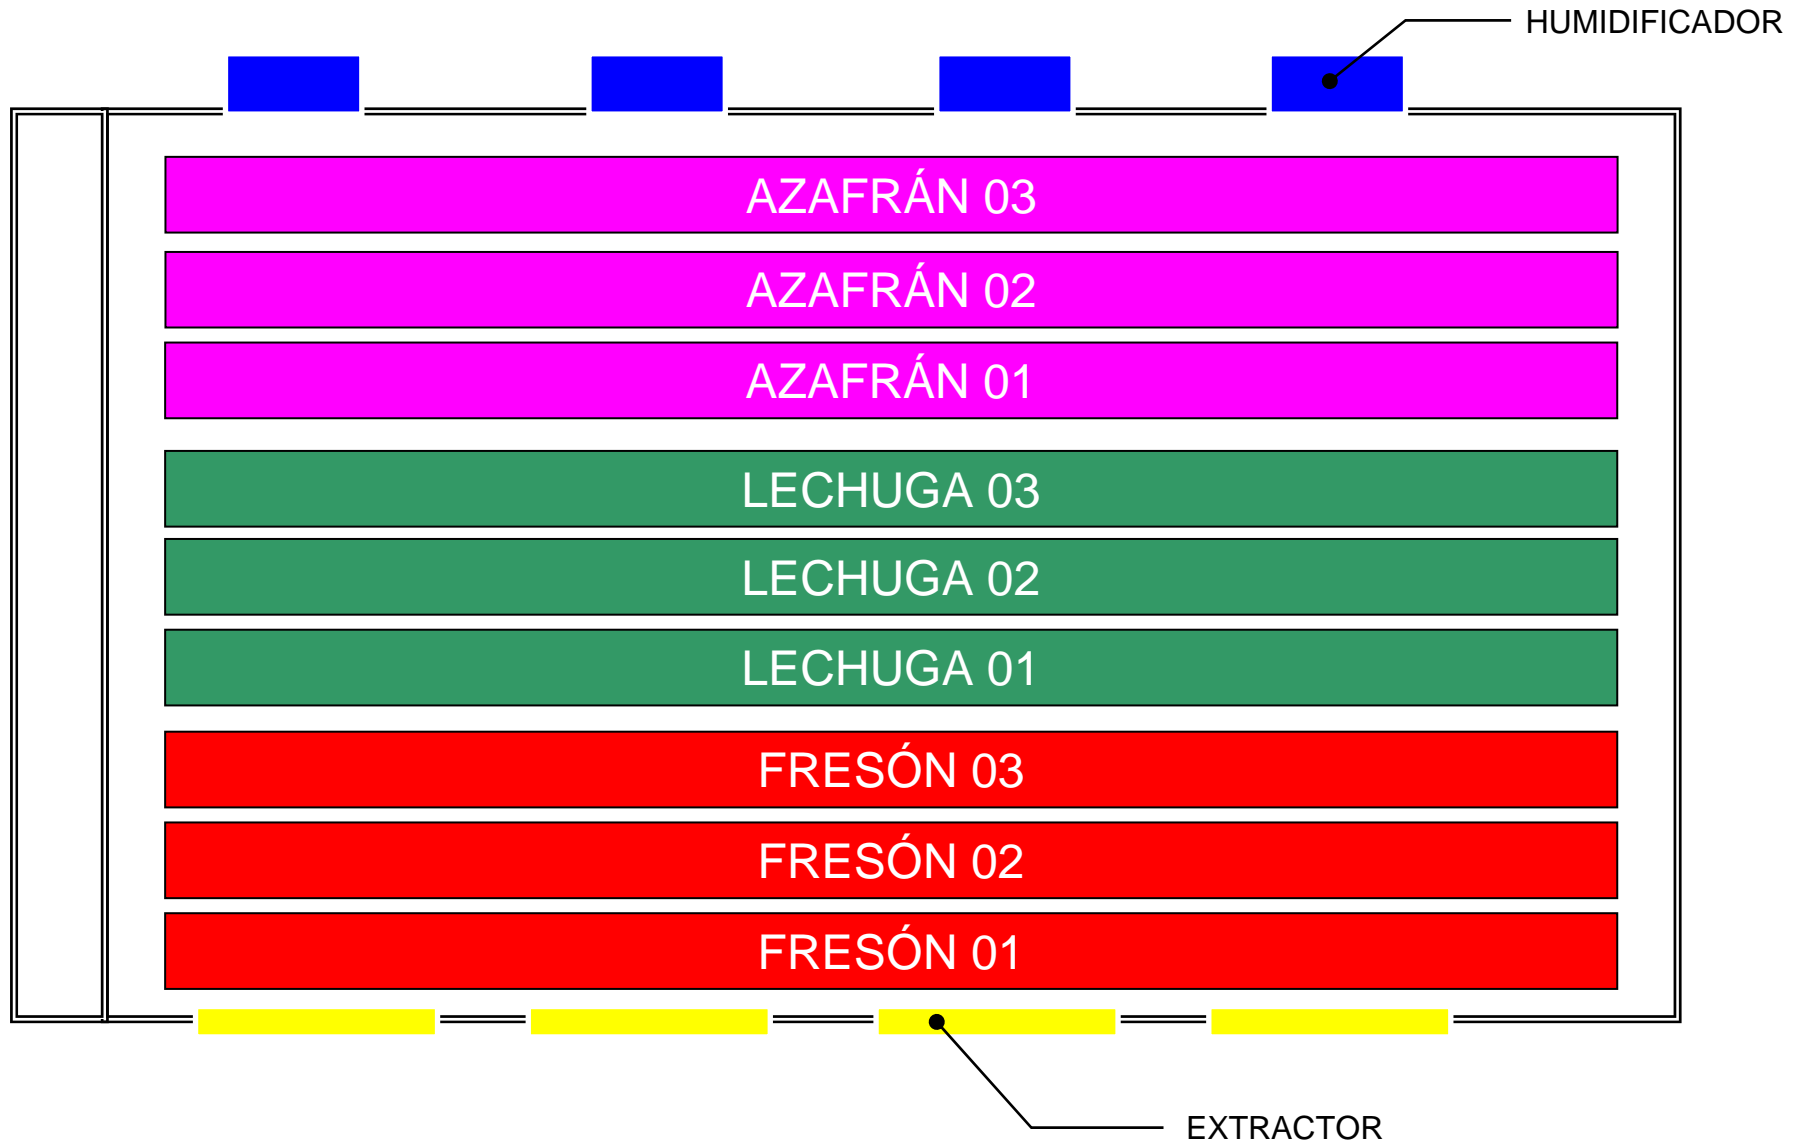 HUMIDIFICADOR
AZAFRÁN 03
AZAFRÁN 02
AZAFRÁN 01
LECHUGA 03
LECHUGA 02
LECHUGA 01
FRESÓN 03
FRESÓN 02
FRESÓN 01
EXTRACTOR